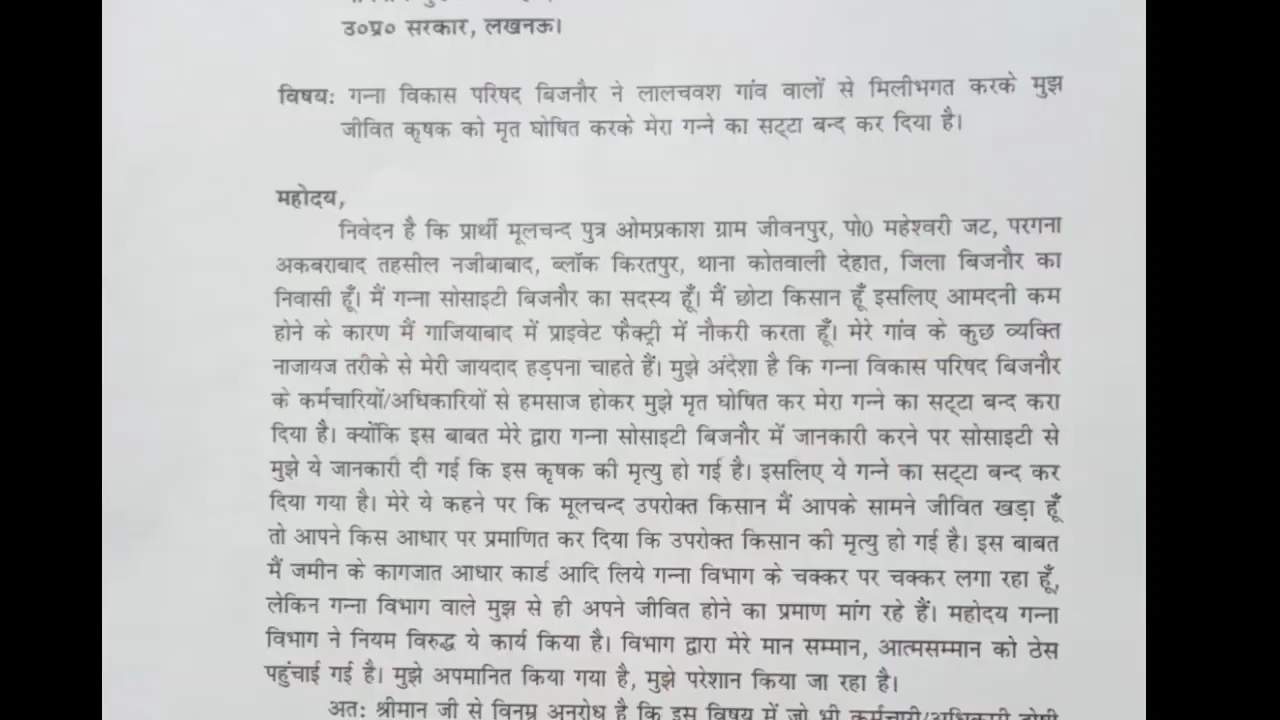 उ०प्र० सरकार, लखनऊ।
विषय: गन्ना विकास परिषद बिजनौर ने लालचवश गांव वालों से मिलीभगत करके मुझ
जीवित कृषक को मृत घोषित करके मेरा गन्ने का सट्टा बन्द कर दिया है।
महोदय,
निवेदन है कि प्रार्थी मूलचन्द पुत्र ओमप्रकाश ग्राम जीवनपुर, पो0 महेश्वरी जट, परगना
अकबराबाद तहसील नजीबाबाद, ब्लॉक किरतपुर, थाना कोतवाली देहात, जिला बिजनौर का
निवासी हूँ। मैं गन्ना सोसाइटी बिजनौर का सदस्य हूँ। मैं छोटा किसान हूँ इसलिए आमदनी कम
होने के कारण मैं गाजियाबाद में प्राइवेट फैक्ट्री में नौकरी करता हूँ। मेरे गांव के कुछ व्यक्ति
नाजायज तरीके से मेरी जायदाद हड़पना चाहते हैं। मुझे अंदेशा है कि गन्ना विकास परिषद बिजनौर
के कर्मचारियों/अधिकारियों से हमसाज होकर मुझे मृत घोषित कर मेरा गन्ने का सट्टा बन्द करा
दिया है। क्योंकि इस बाबत मेरे द्वारा गन्ना सोसाइटी बिजनौर में जानकारी करने पर सोसाइटी से
मुझे ये जानकारी दी गई कि इस कृषक की मृत्यु हो गई है। इसलिए ये गन्ने का सट्टा बन्द कर
दिया गया है। मेरे ये कहने पर कि मूलचन्द उपरोक्त किसान मैं आपके सामने जीवित खड़ा हूँ
तो आपने किस आधार पर प्रमाणित कर दिया कि उपरोक्त किसान की मृत्यु हो गई है। इस बाबत
मैं जमीन के कागजात आधार कार्ड आदि लिये गन्ना विभाग के चक्कर पर चक्कर लगा रहा हूँ,
लेकिन गन्ना विभाग वाले मुझ से ही अपने जीवित होने का प्रमाण मांग रहे हैं। महोदय गन्ना
विभाग ने नियम विरुद्ध ये कार्य किया है। विभाग द्वारा मेरे मान सम्मान, आत्मसम्मान को ठेस
पहुंचाई गई है। मुझे अपमानित किया गया है, मुझे परेशान किया जा रहा है।
अतः श्रीमान जी से विनम्र अनुरोध है कि इस विषय में जो भी कर्मचारी/अधिकारी दोषी